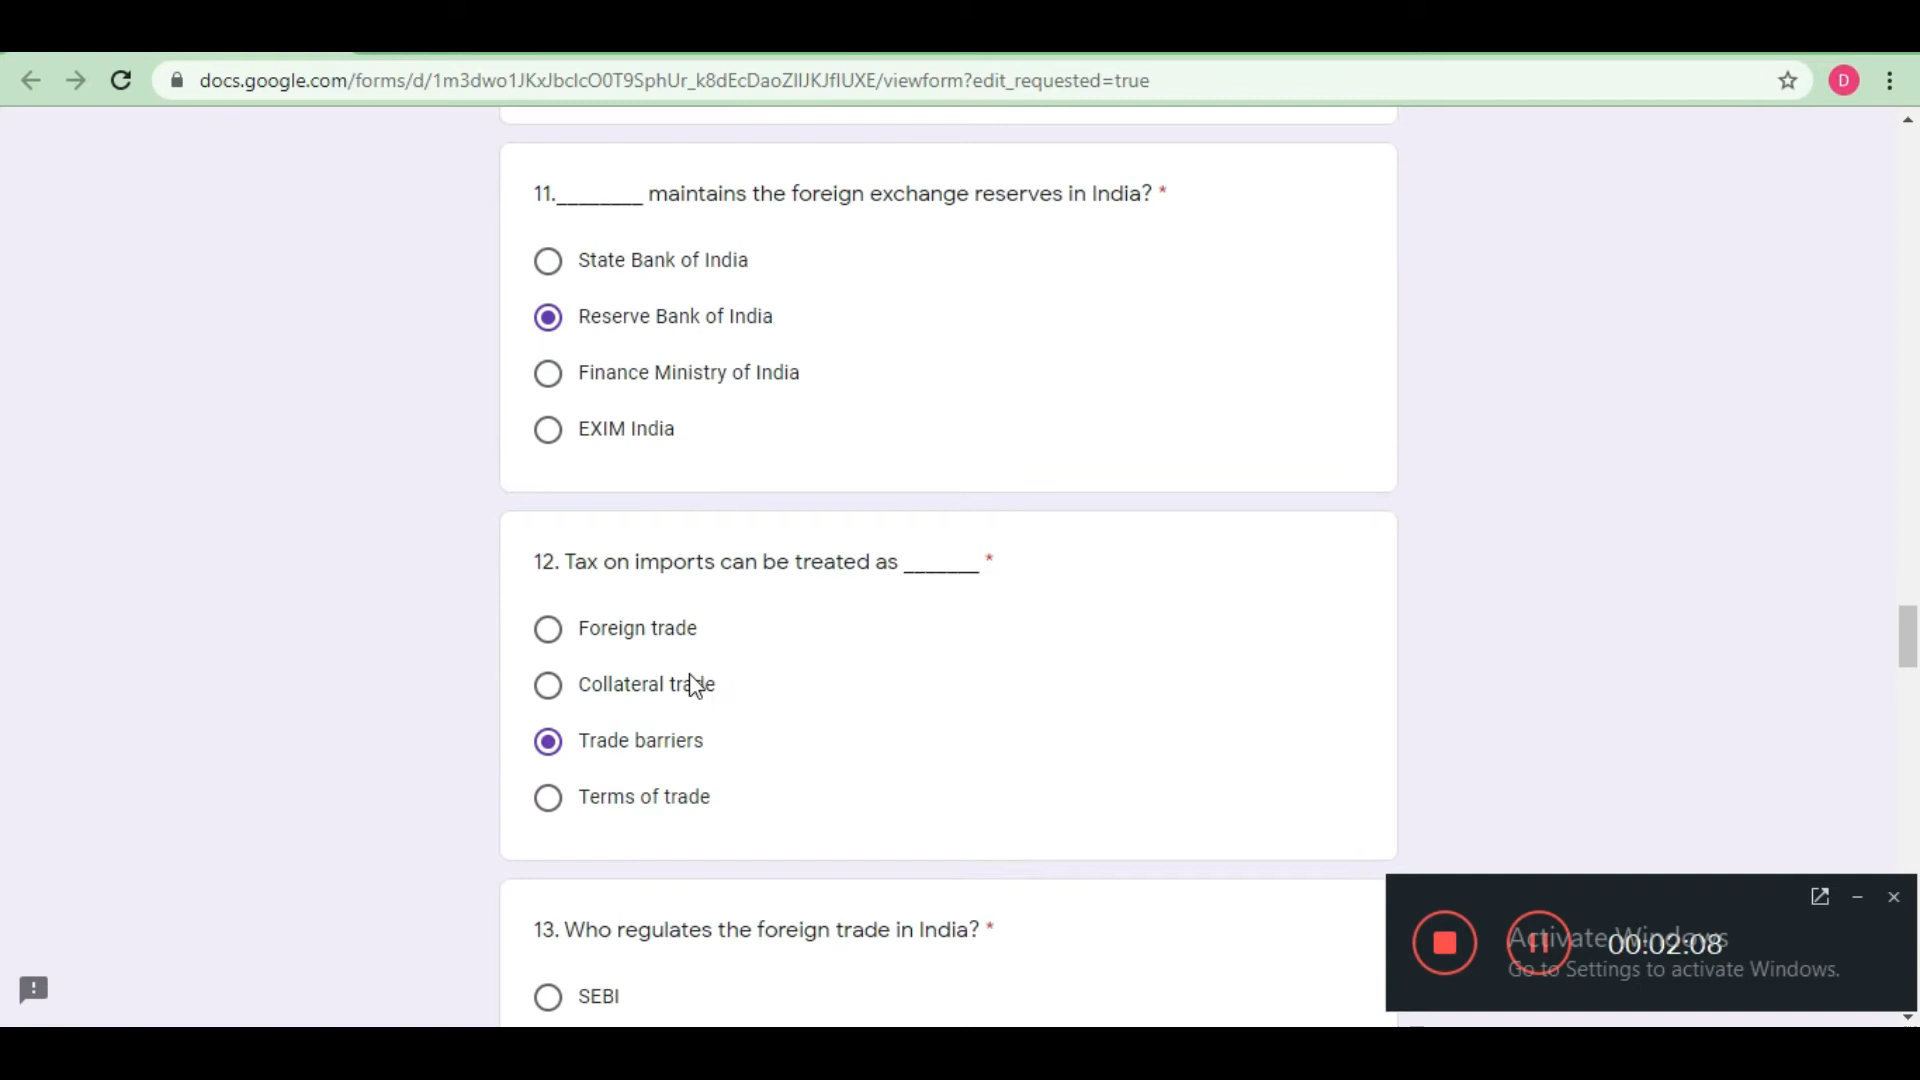 docs.google.com/forms/d/1m3dwo1JKxJbclcO0T9SphUr_k8dEcDaoZIIJKJfIUXE/viewform?edit_requested=true
D
11.________ maintains the foreign exchange reserves in India? *
State Bank of India
Reserve Bank of India
Finance Ministry of India
EXIM India
12. Tax on imports can be treated as _______ *
Foreign trade
Collateral trade
Trade barriers
Terms of trade
13. Who regulates the foreign trade in India? *
SEBI
Activate Windows
00:02:08
Go to Settings to activate Windows.